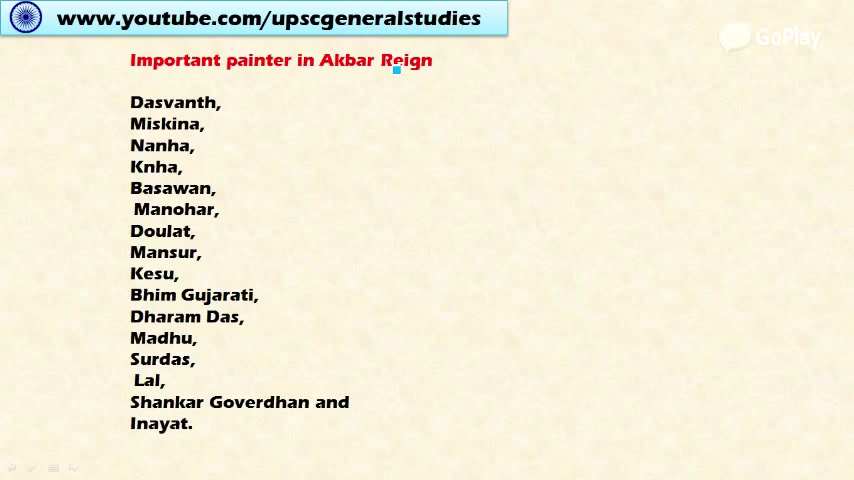 www.youtube.com/upscgeneralstudies
GoPlay
Important painter in Akbar Reign
Dasvanth,
Miskina,
Nanha,
Knha,
Basawan,
Manohar,
Doulat,
Mansur,
Kesu,
Bhim Gujarati,
Dharam Das,
Madhu,
Surdas,
Lal,
Shankar Goverdhan and
Inayat.